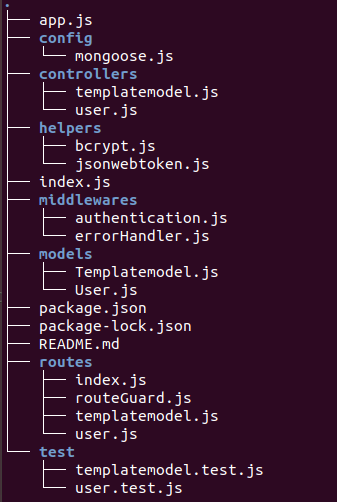 .
├── app.js
├── config
│   └── mongoose.js
├── controllers
│   ├── templatemodel.js
│   └── user.js
├── helpers
│   ├── bcrypt.js
│   └── jsonwebtoken.js
├── index.js
├── middlewares
│   ├── authentication.js
│   └── errorHandler.js
├── models
│   ├── Templatemodel.js
│   └── User.js
├── package.json
├── package-lock.json
├── README.md
├── routes
│   ├── index.js
│   ├── routeGuard.js
│   ├── templatemodel.js
│   └── user.js
└── test
    ├── templatemodel.test.js
    └── user.test.js